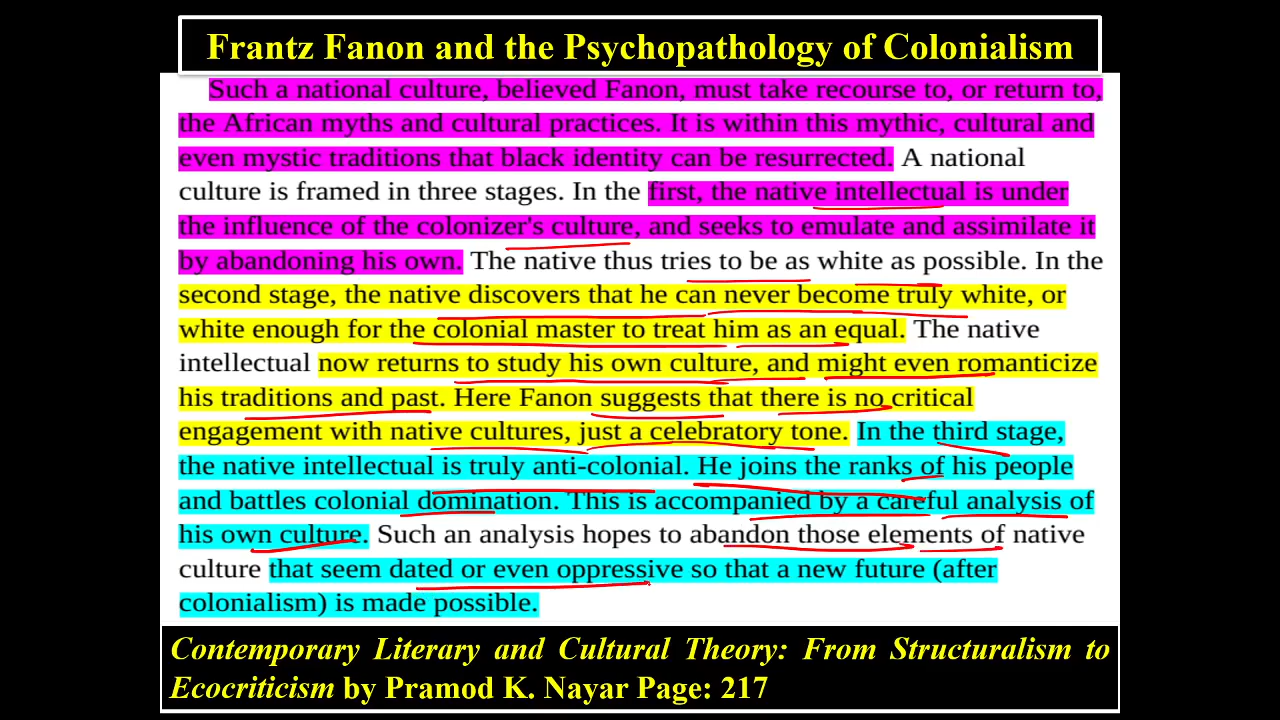 Frantz Fanon and the Psychopathology of Colonialism
Such a national culture, believed Fanon, must take recourse to, or return to,
the African myths and cultural practices. It is within this mythic, cultural and
even mystic traditions that black identity can be resurrected. A national
culture is framed in three stages. In the first, the native intellectual is under
the influence of the colonizer's culture, and seeks to emulate and assimilate it
by abandoning his own. The native thus tries to be as white as possible. In the
second stage, the native discovers that he can never become truly white, or
white enough for the colonial master to treat him as an equal. The native
intellectual now returns to study his own culture, and might even romanticize
his traditions and past. Here Fanon suggests that there is no critical
engagement with native cultures, just a celebratory tone. In the third stage,
the native intellectual is truly anti-colonial. He joins the ranks of his people
and battles colonial domination. This is accompanied by a careful analysis of
his own culture. Such an analysis hopes to abandon those elements of native
culture that seem dated or even oppressive so that a new future (after
colonialism) is made possible.
Contemporary Literary and Cultural Theory: From Structuralism to
Ecocriticism by Pramod K. Nayar Page: 217